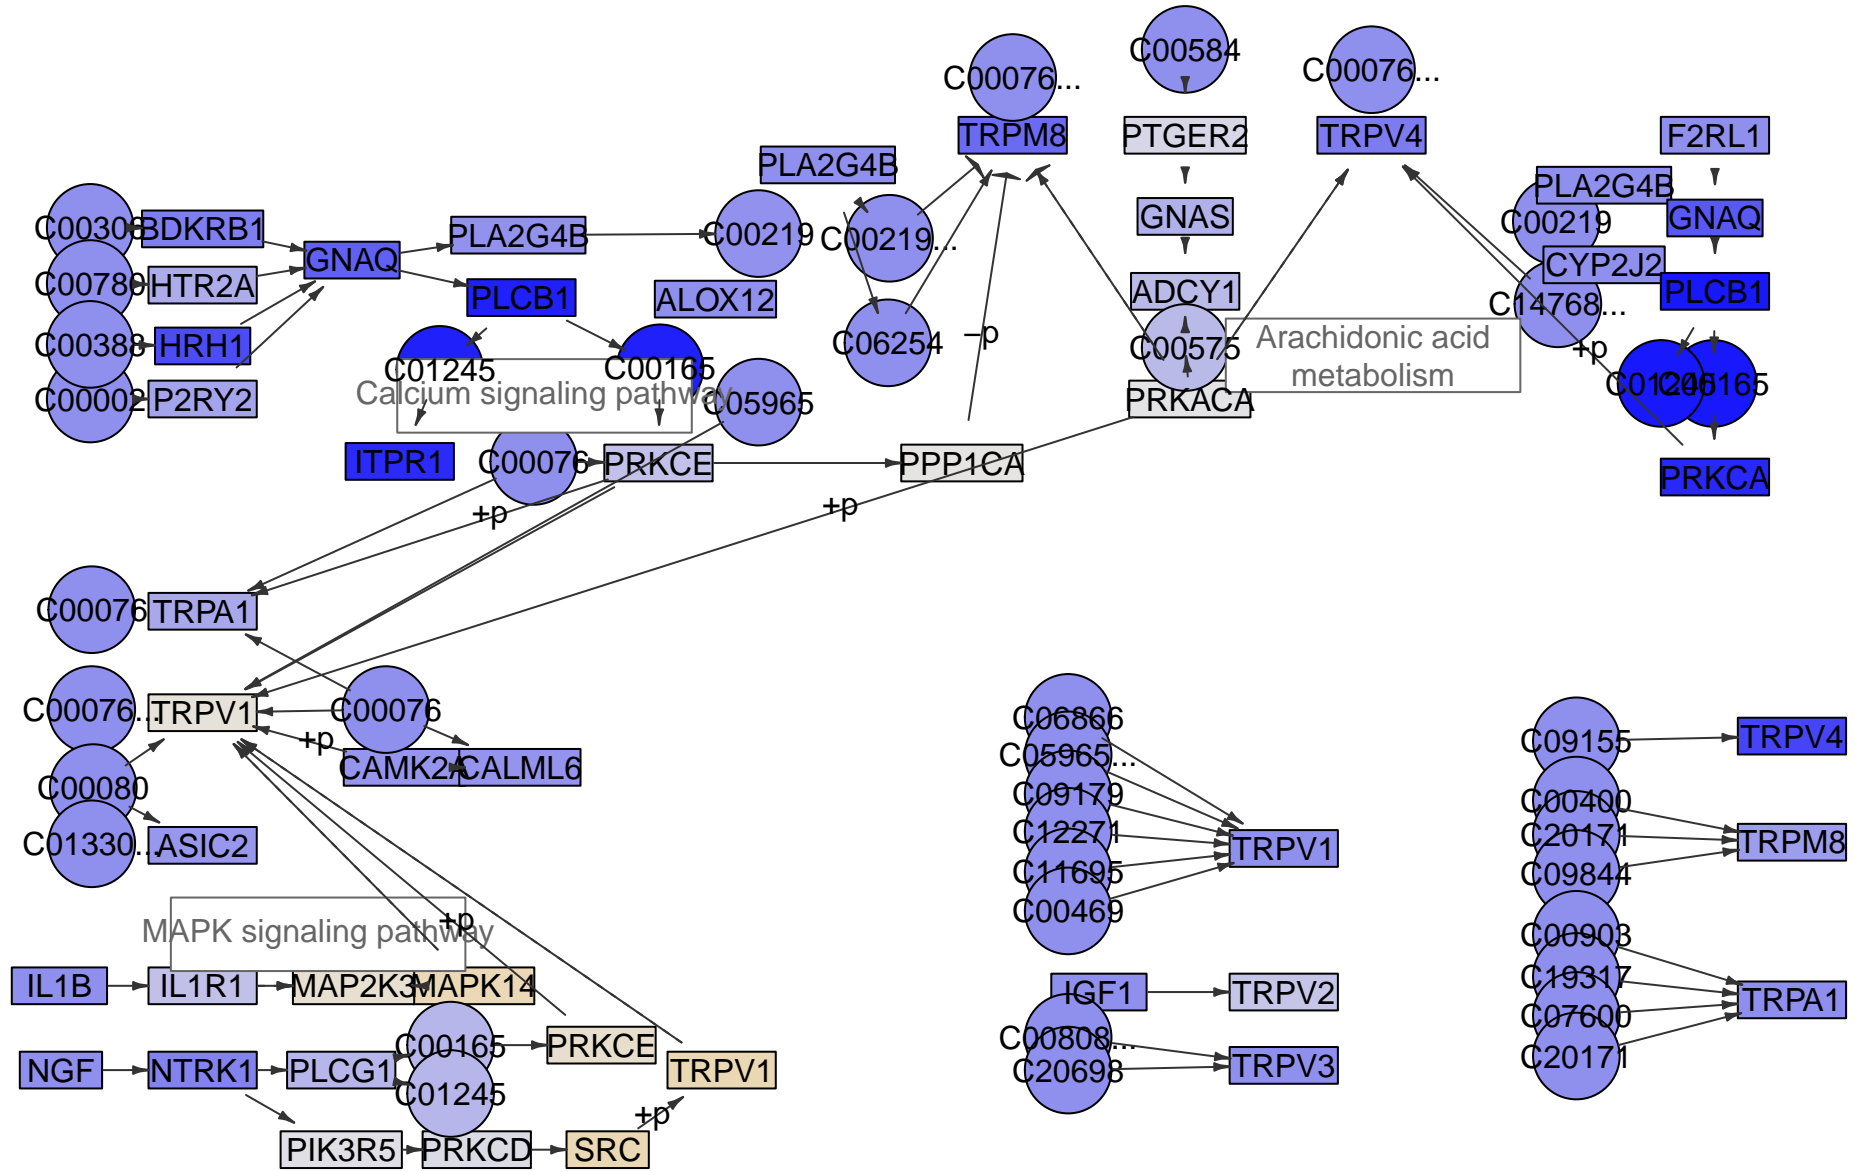 C00584
C00076...
C00076...
TRPM8
PTGER2
TRPV4
F2RL1
PLA2G4B
PLA2G4B
C00219
GNAS
GNAQ
BDKRB1
PLA2G4B
C00219
C00219...
GNAQ
CYP2J2
C00780
HTR2A
PLCB1
ALOX12
ADCY1
PLCB1
C14768...
C00388
HRH1
C06254
–p
C00575
Arachidonic acid
metabolism
+p
C01245
C00165
Calcium signaling pathway
C00002
P2RY2
C05965
PRKACA
C00165
ITPR1
C00076
PRKCE
PPP1CA
PRKCA
+p
+p
C00076
TRPA1
C00076...
TRPV1
C00076
+p
CAMK2A
CALML6
C00080
C01330...
ASIC2
C06866
C05965...
C09179
C12271
C11695
C00469
TRPV1
C09155
TRPV4
C00400
C20171
C09844
TRPM8
MAPK signaling pathway
+p
IL1B
IL1R1
MAP2K3
MAPK14
IGF1
TRPV2
C00903
C19317
C07600
C20171
TRPA1
C00808...
C20698
TRPV3
NGF
NTRK1
PLCG1
C00165
C01245
PRKCE
TRPV1
+p
PIK3R5
PRKCD
SRC